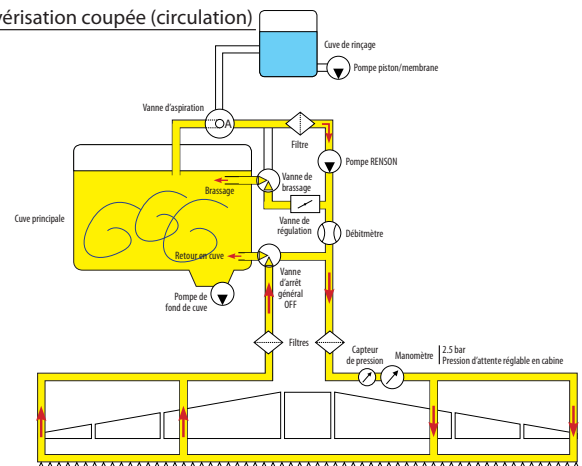 vérisation coupée (circulation)
Cuve de rinçage
Pompe piston/membrane
Vanne d'aspiration
A
Filtre
Pompe RENSON
Vanne de
brassage
Brassage
Cuve principale
Vanne de
régulation
Débitmètre
Retour en cuve
Vanne
d'arrêt
général
OFF
Pompe de
fond de cuve
Filtres
Capteur
de pression
Manomètre
2.5 bar
Pression d'attente réglable en cabine